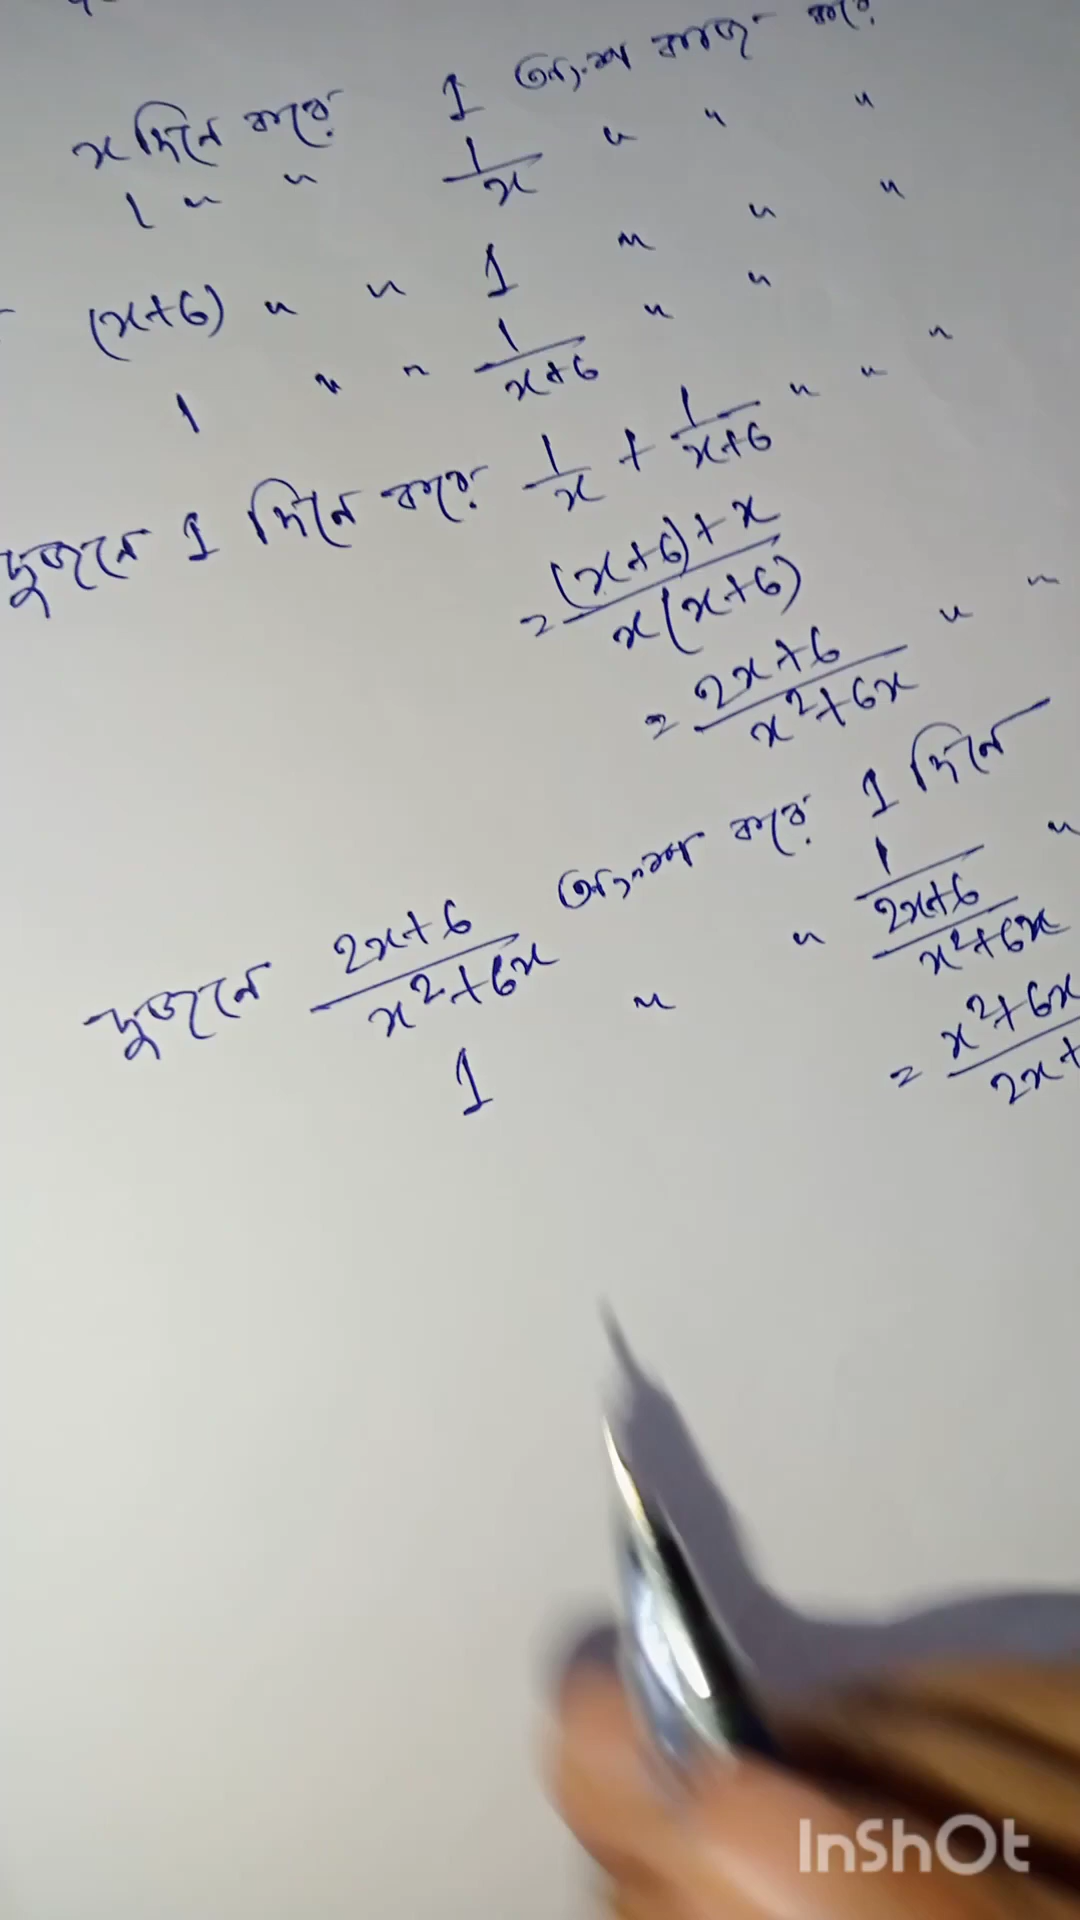 x দিনে করে 1 অংশ কাজ করে
1 " " 1/x " " "
(x+6) " " 1 " " "
1 " " 1/(x+6) " "
দুজনে 1 দিনে করে 1/x + 1/(x+6) " " "
= ((x+6)+x)/(x(x+6))
= (2x+6)/(x²+6x) " "
দুজনে (2x+6)/(x²+6x) অংশ করে 1 দিনে
1 " " 1/((2x+6)/(x²+6x)) "
= (x²+6x)/(2x+
InShOt